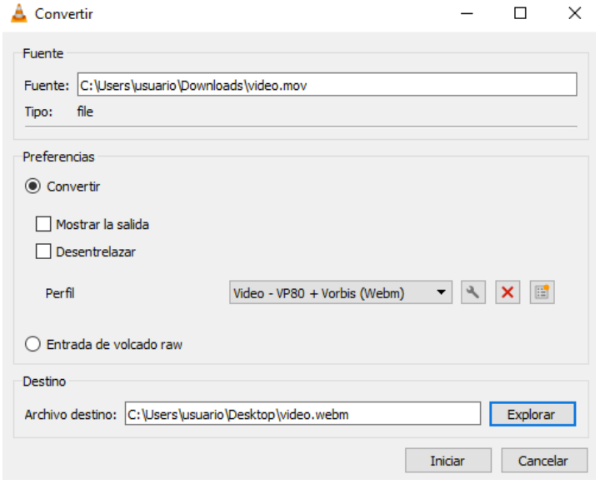 Convertir
Fuente
Fuente: C:\Users\usuario\Downloads\video.mov
Tipo: file
Preferencias
Convertir
Mostrar la salida
Desentrelazar
Perfil Video - VP80 + Vorbis (Webm)
Entrada de volcado raw
Destino
Archivo destino: C:\Users\usuario\Desktop\video.webm Explorar
Iniciar Cancelar